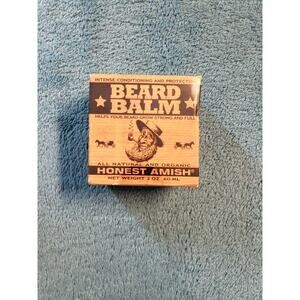 INTENSE CONDITIONING AND PROTECTION
BEARD
BALM
HELPS YOUR BEARD GROW STRONG AND FULL
ALL NATURAL AND ORGANIC
HONEST AMISH®
NET WEIGHT 2 OZ 60 ML